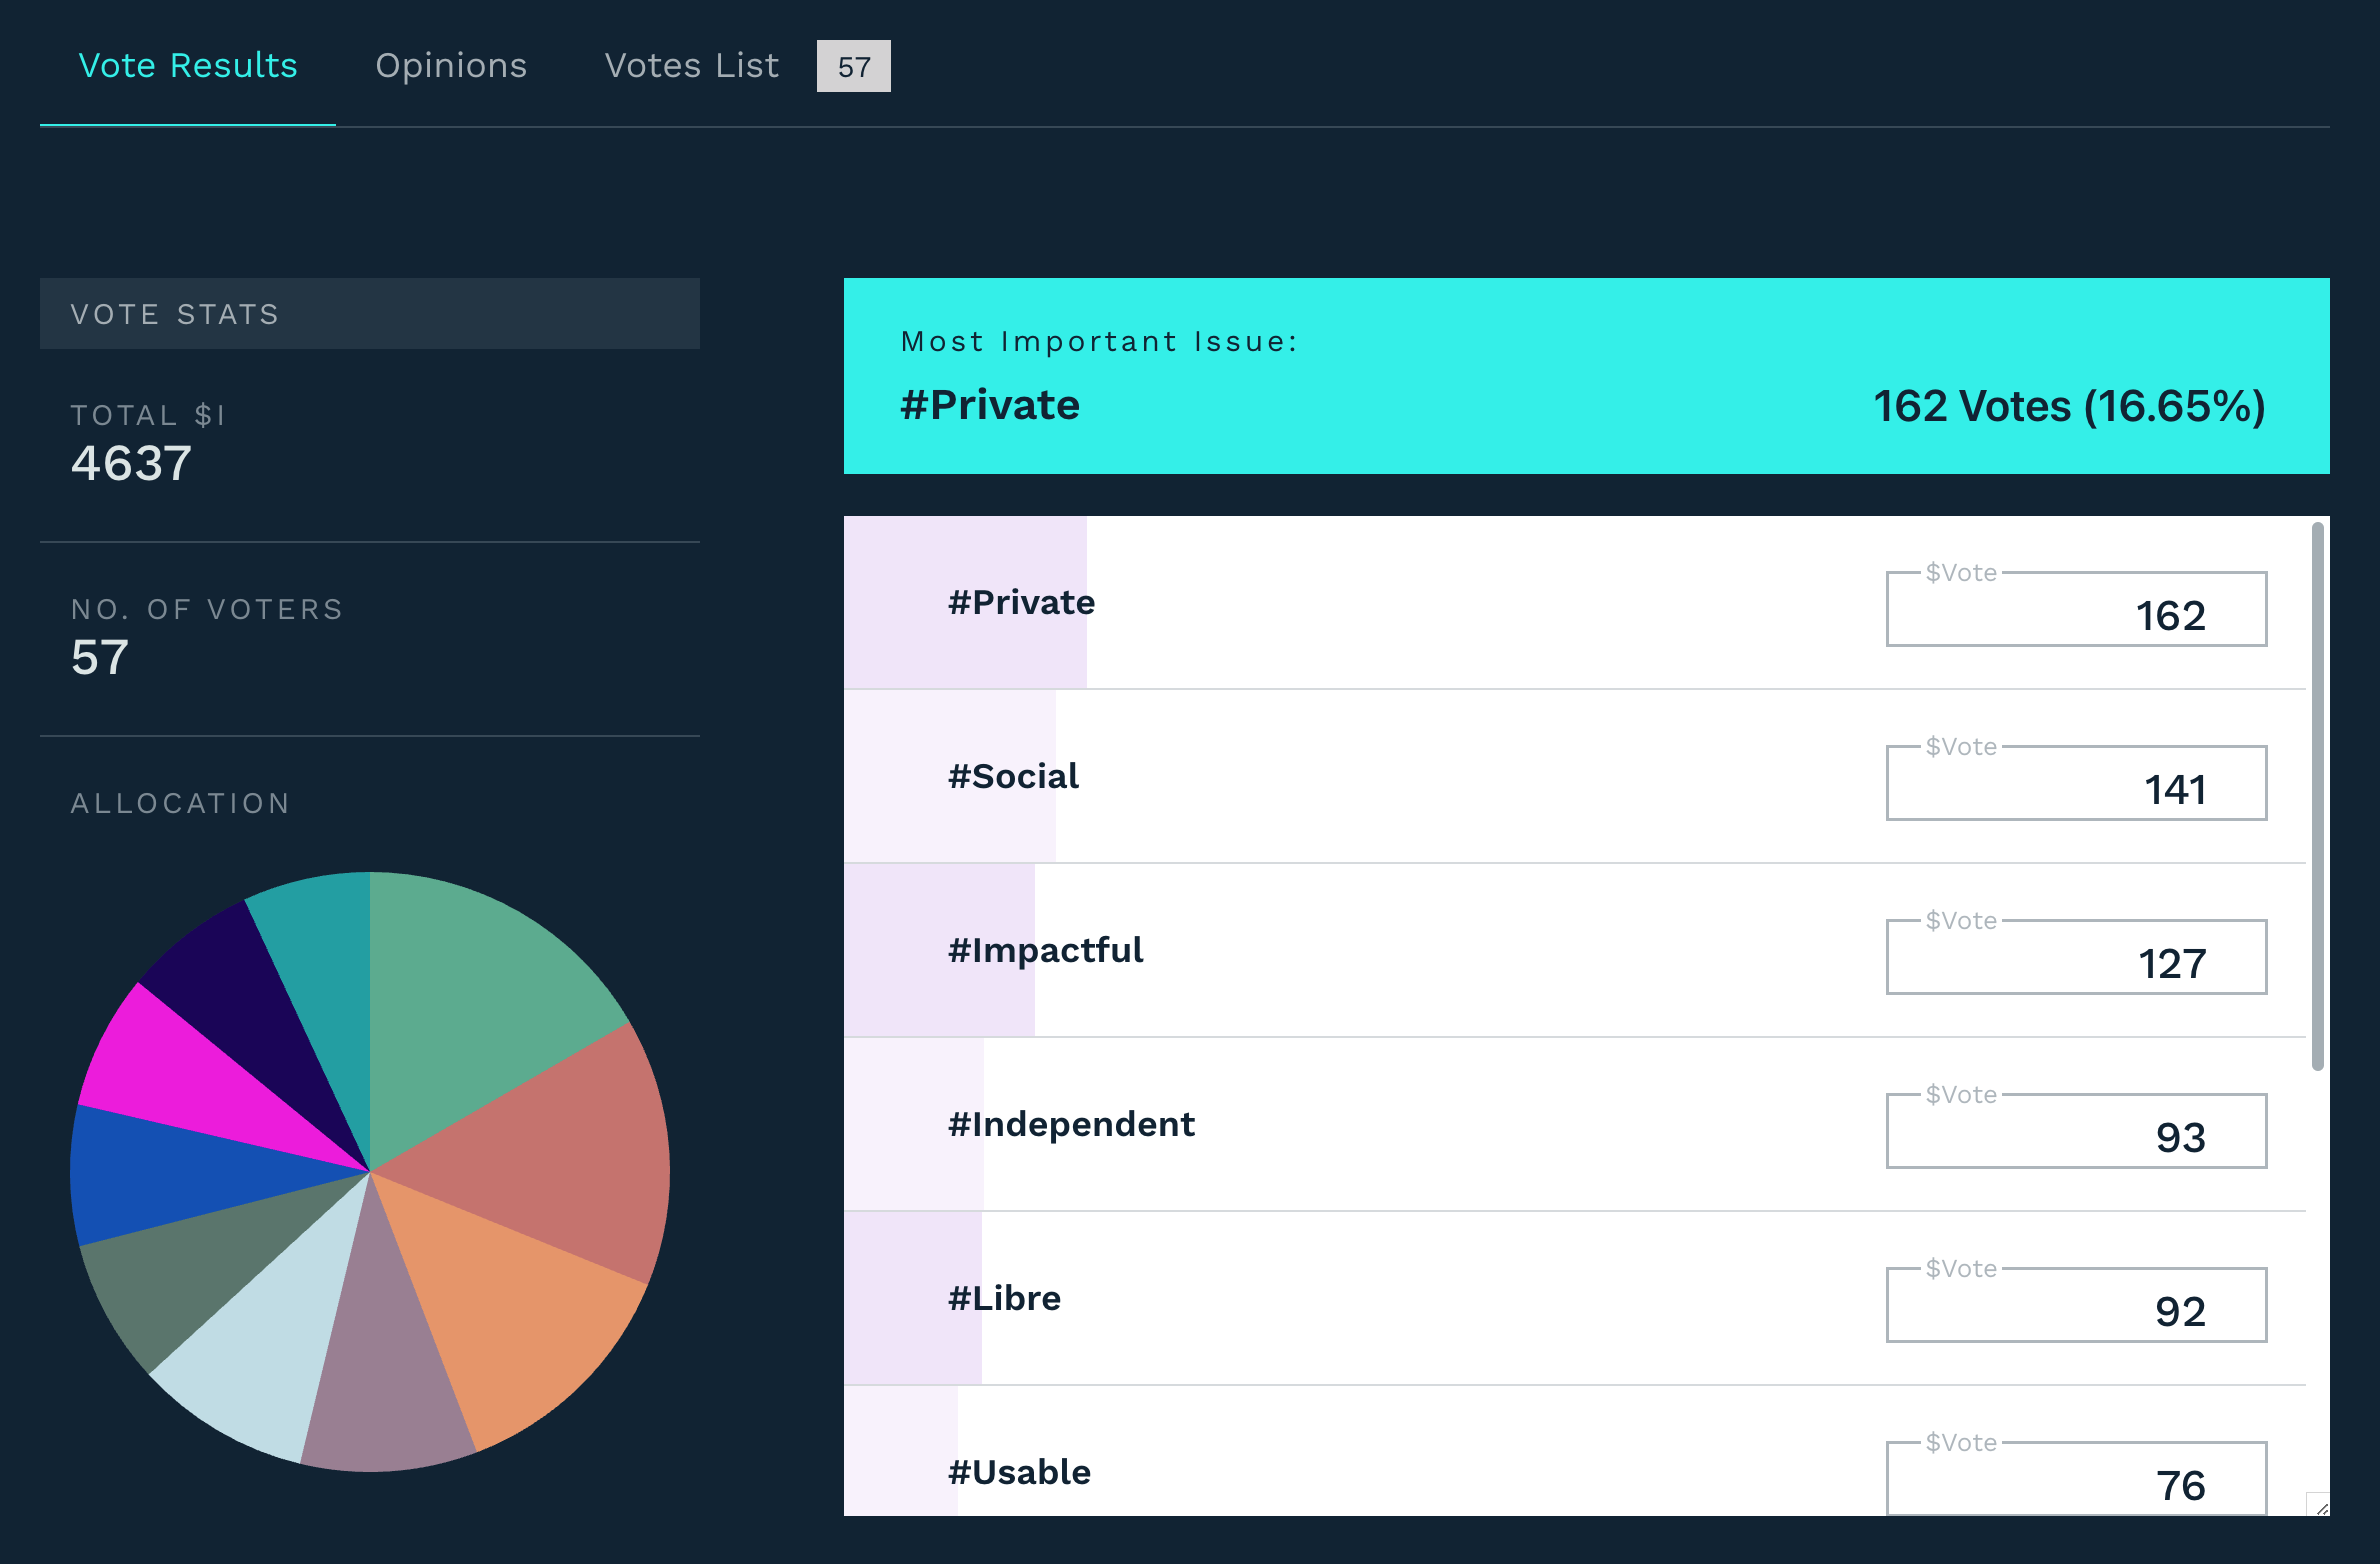 Vote Results Opinions Votes List 57
VOTE STATS
TOTAL $I
4637
NO. OF VOTERS
57
ALLOCATION
Most Important Issue:
#Private 162 Votes (16.65%)
$Vote
#Private 162
$Vote
#Social 141
$Vote
#Impactful 127
$Vote
#Independent 93
$Vote
#Libre 92
$Vote
#Usable 76